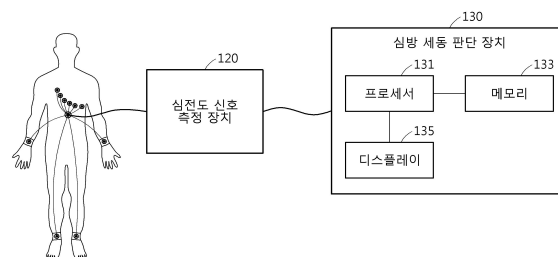 130
심방 세동 판단 장치
120
심전도 신호
측정 장치
131
프로세서
133
메모리
135
디스플레이